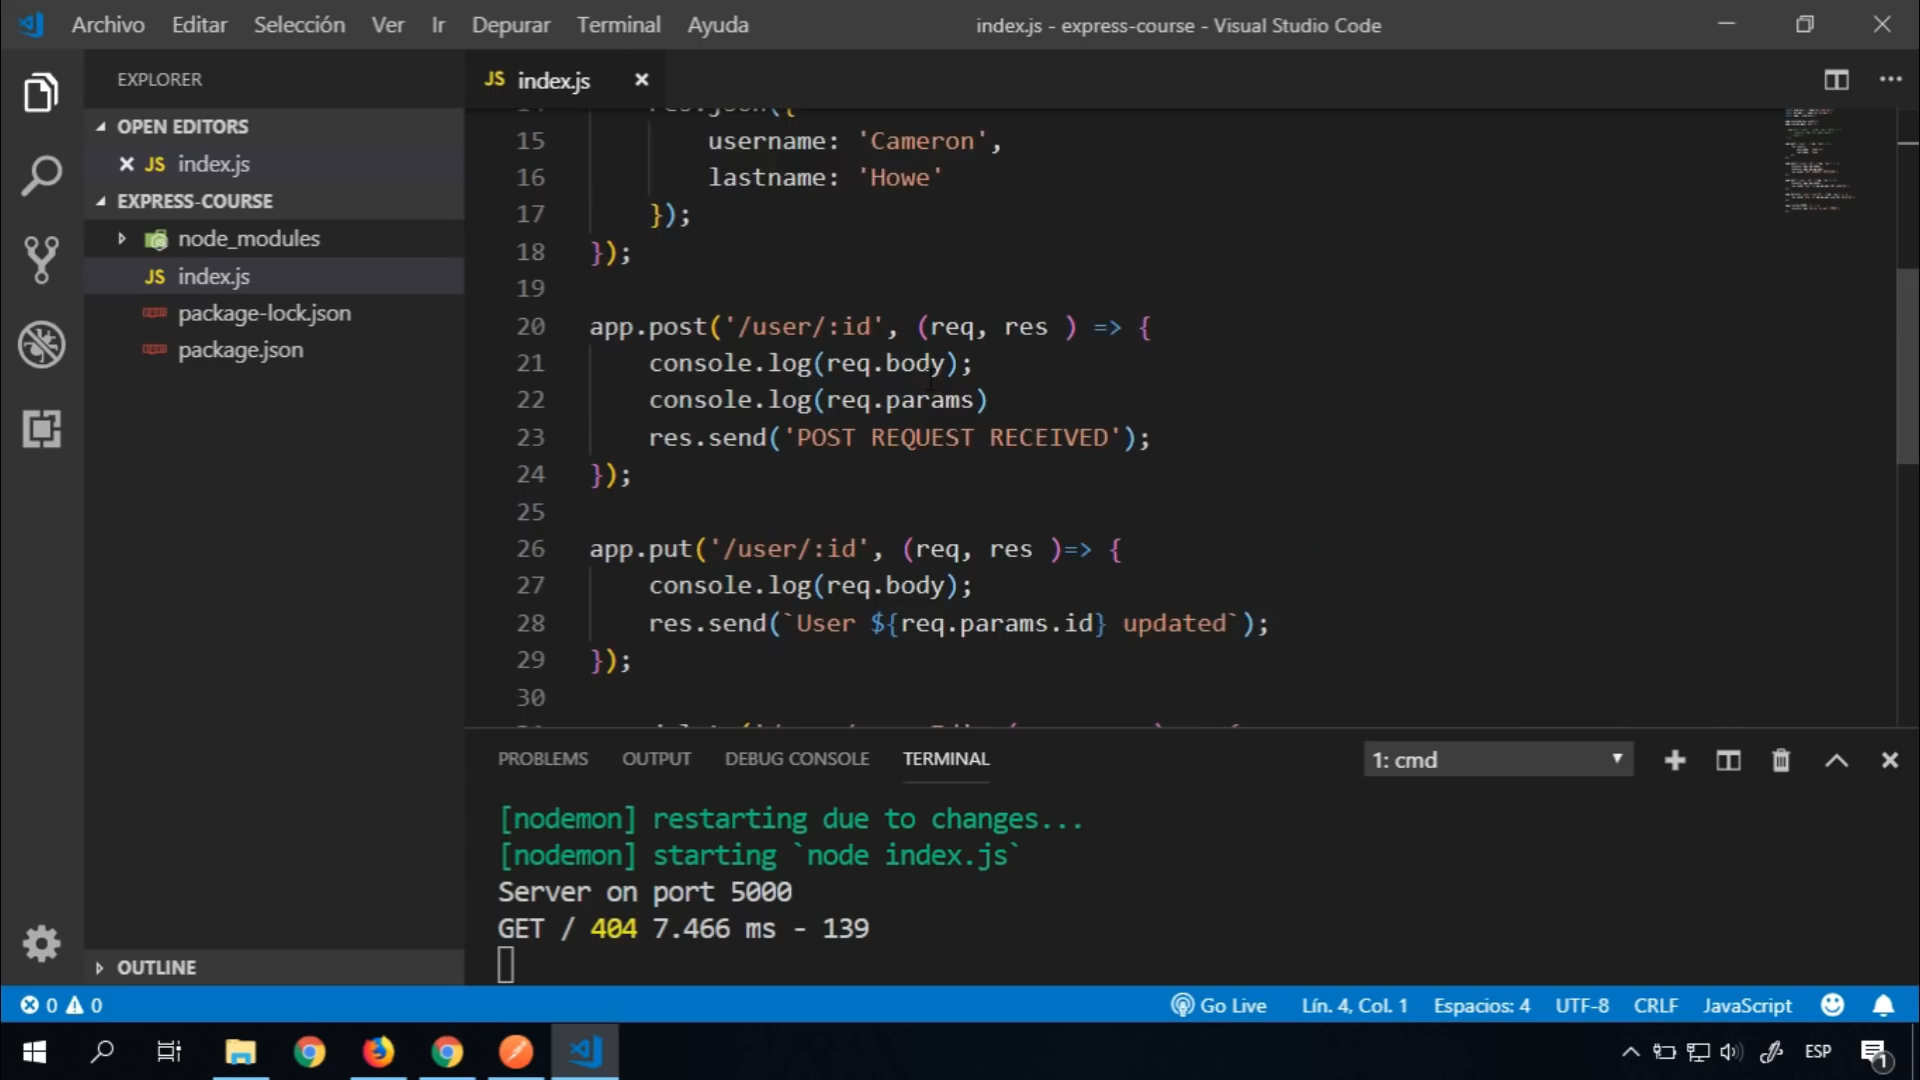 Archivo Editar Selección Ver Ir Depurar Terminal Ayuda
index.js - express-course - Visual Studio Code
EXPLORER
OPEN EDITORS
JS index.js
EXPRESS-COURSE
node_modules
JS index.js
package-lock.json
package.json
OUTLINE
JS index.js
15 username: 'Cameron',
16 lastname: 'Howe'
17 });
18 });
19
20 app.post('/user/:id', (req, res ) => {
21 console.log(req.body);
22 console.log(req.params)
23 res.send('POST REQUEST RECEIVED');
24 });
25
26 app.put('/user/:id', (req, res )=> {
27 console.log(req.body);
28 res.send(`User ${req.params.id} updated`);
29 });
30
PROBLEMS OUTPUT DEBUG CONSOLE TERMINAL
1: cmd
[nodemon] restarting due to changes...
[nodemon] starting `node index.js`
Server on port 5000
GET / 404 7.466 ms - 139
0 0
Go Live Lín. 4, Col. 1 Espacios: 4 UTF-8 CRLF JavaScript
ESP
1